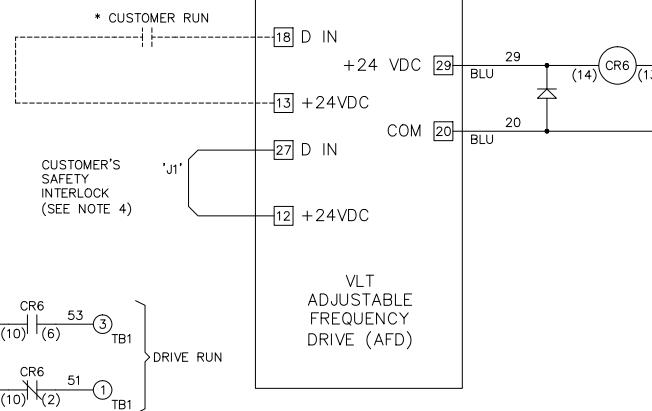 * CUSTOMER RUN
18 D IN
+24 VDC 29
29
BLU
(14)
CR6
(13
13 +24VDC
COM 20
20
BLU
27 D IN
CUSTOMER'S
SAFETY
INTERLOCK
(SEE NOTE 4)
'J1'
12 +24VDC
VLT
ADJUSTABLE
FREQUENCY
DRIVE (AFD)
CR6
53
3
(10)
(6)
TB1
DRIVE RUN
CR6
51
1
(10)
(2)
TB1